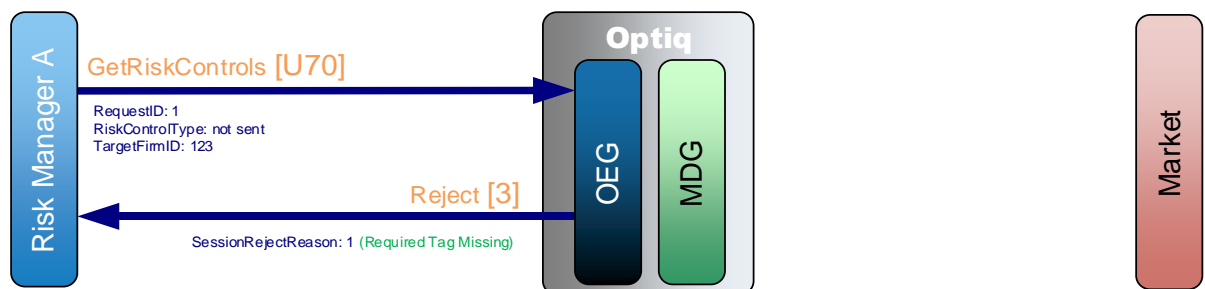 Optiq
Risk Manager A
GetRiskControls [U70]
RequestID: 1
RiskControlType: not sent
TargetFirmID: 123
OEG
MDG
Market
Reject [3]
SessionRejectReason: 1 (Required Tag Missing)